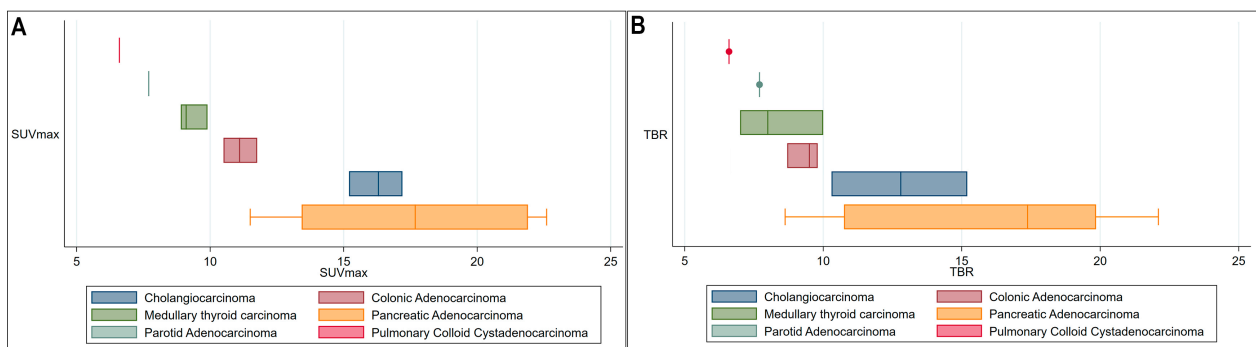 A
SUVmax
5 10 15 20 25
SUVmax
Cholangiocarcinoma Colonic Adenocarcinoma
Medullary thyroid carcinoma Pancreatic Adenocarcinoma
Parotid Adenocarcinoma Pulmonary Colloid Cystadenocarcinoma
B
TBR
5 10 15 20 25
TBR
Cholangiocarcinoma Colonic Adenocarcinoma
Medullary thyroid carcinoma Pancreatic Adenocarcinoma
Parotid Adenocarcinoma Pulmonary Colloid Cystadenocarcinoma